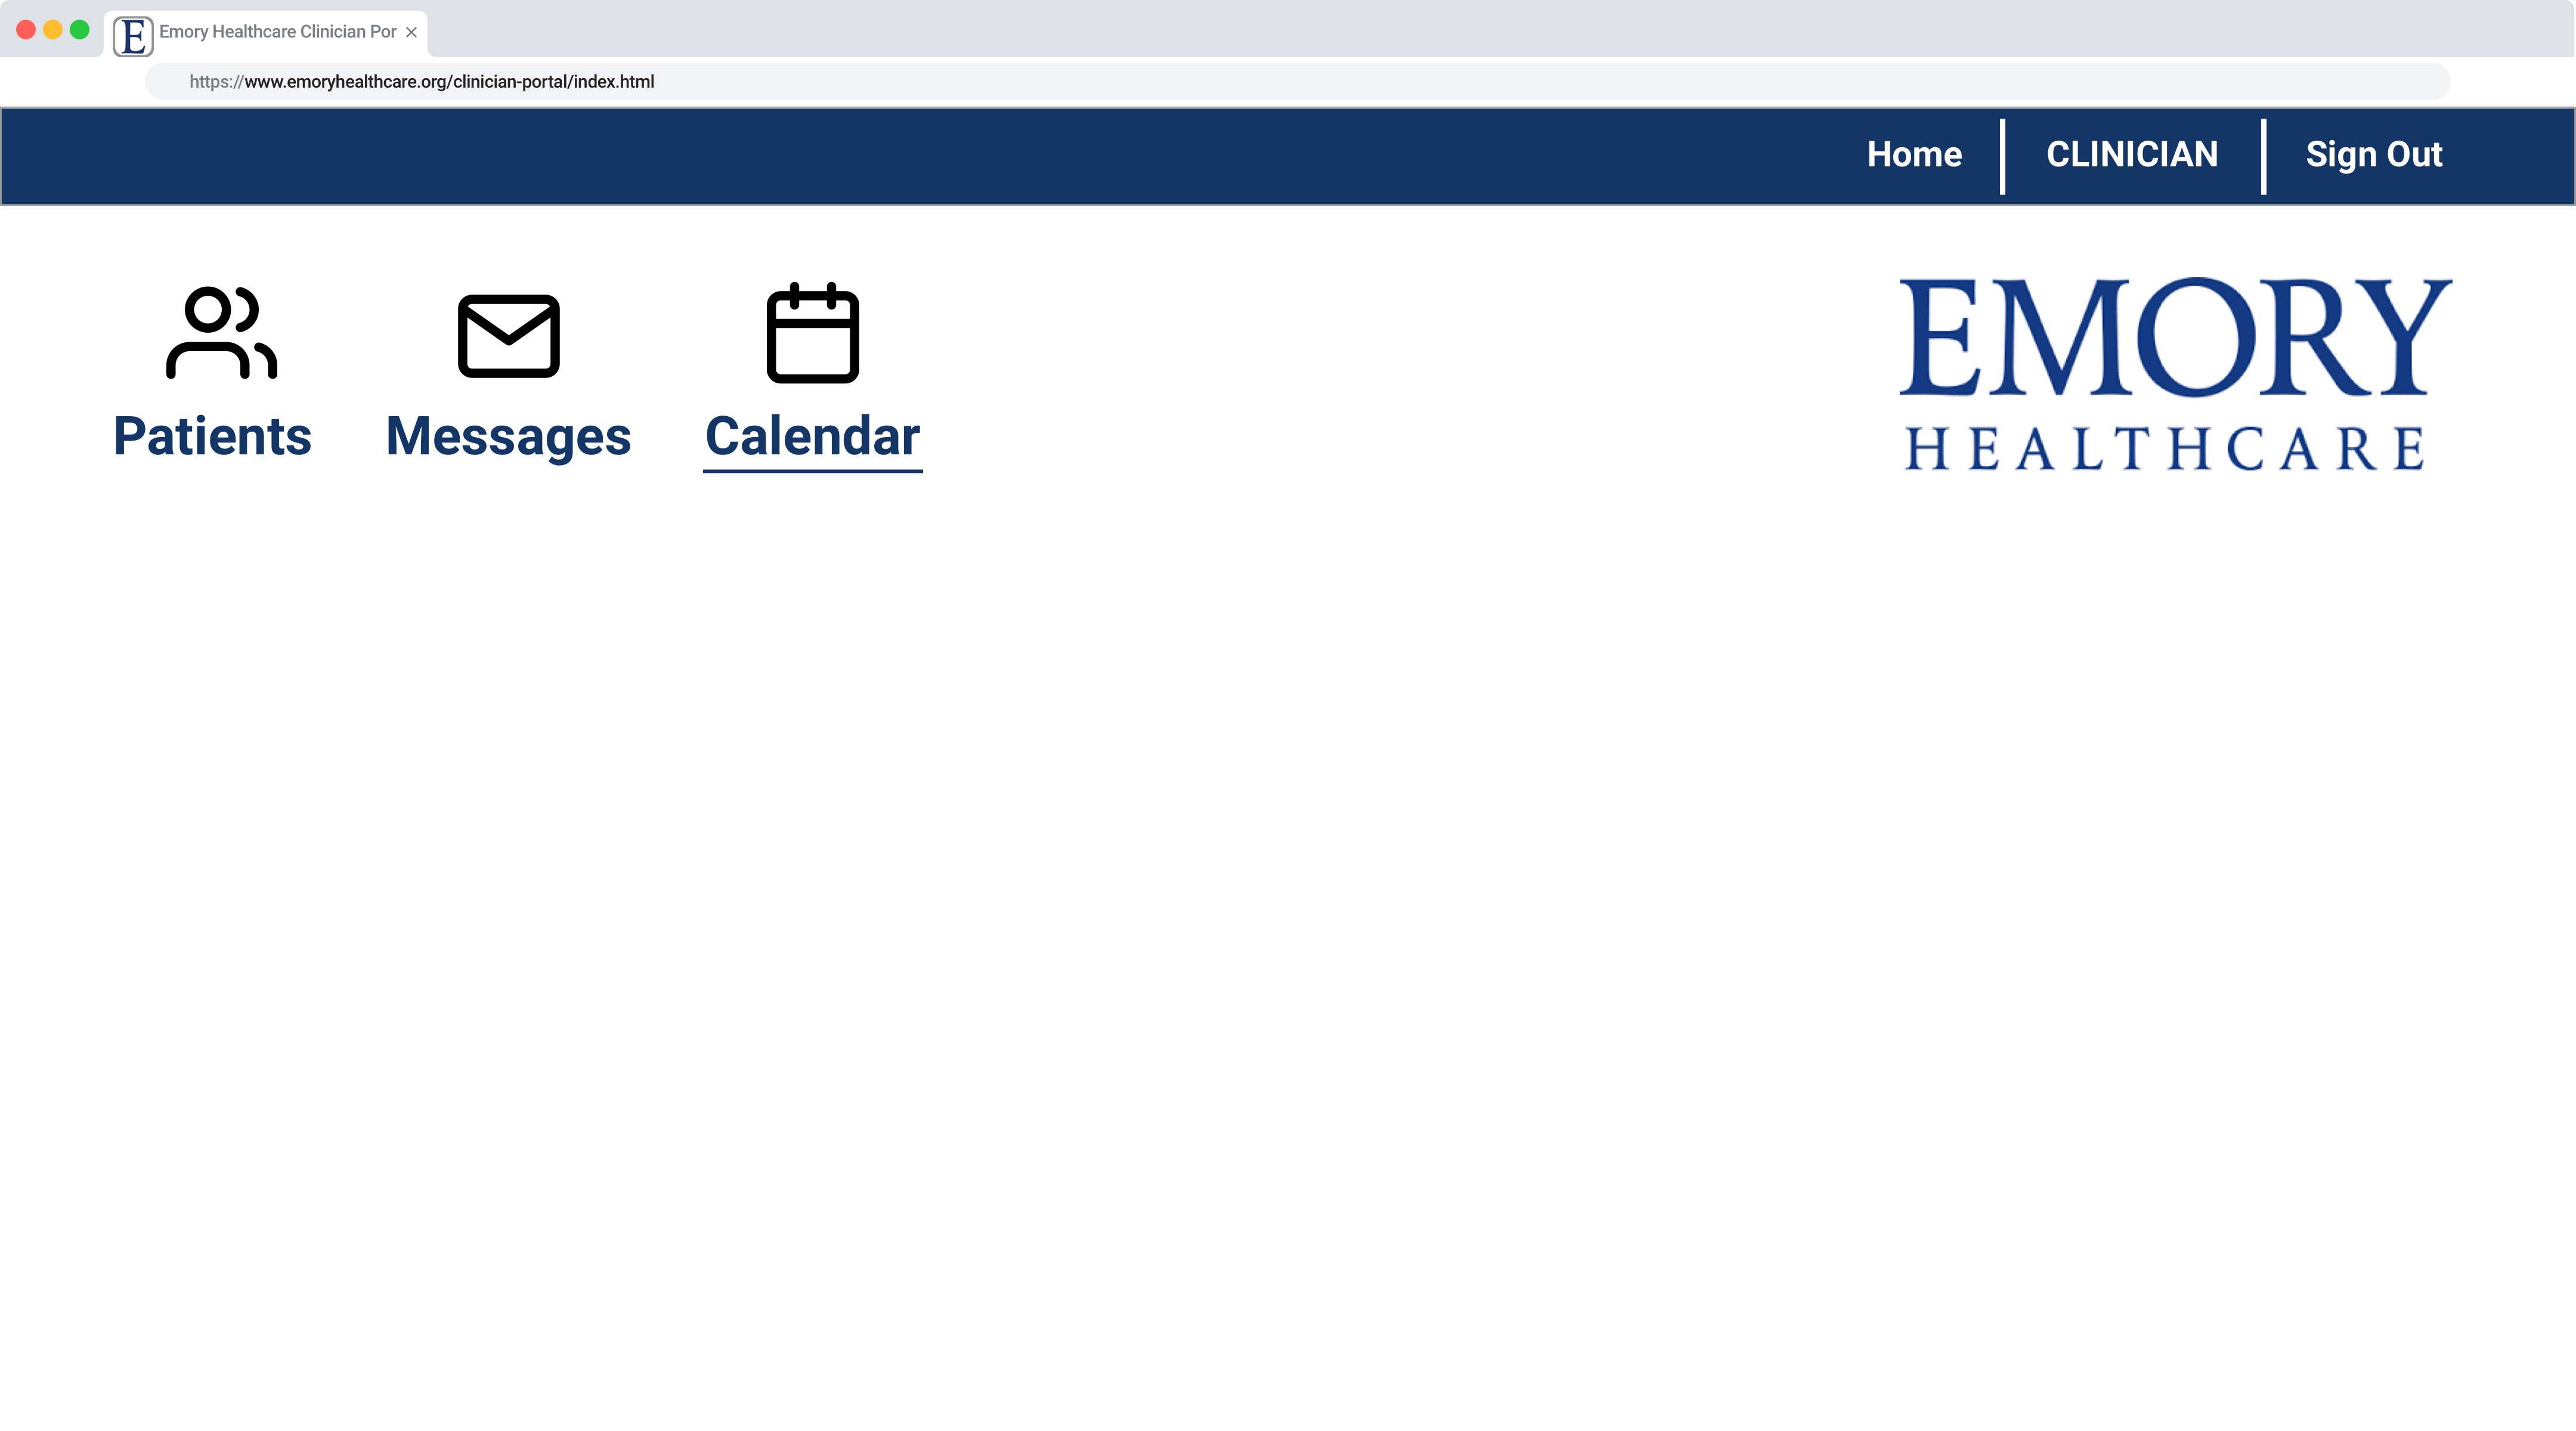 E Emory Healthcare Clinician Por
https://www.emoryhealthcare.org/clinician-portal/index.html
Home CLINICIAN Sign Out
EMORY
HEALTHCARE
Patients Messages Calendar